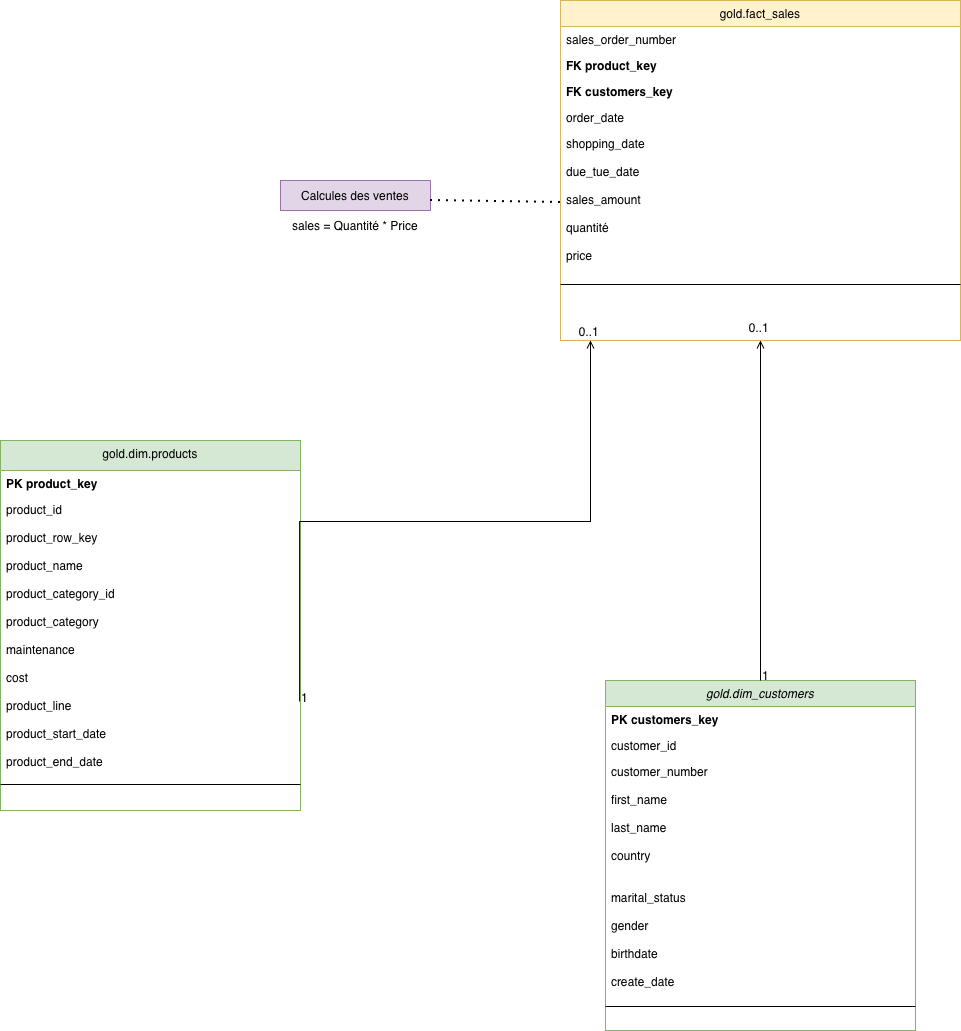 gold.fact_sales
sales_order_number
FK product_key
FK customers_key
order_date
shopping_date
due_tue_date
sales_amount
quantité
price
0..1
0..1
Calcules des ventes
sales = Quantité * Price
gold.dim.products
PK product_key
product_id
product_row_key
product_name
product_category_id
product_category
maintenance
cost
product_line
product_start_date
product_end_date
1
1
gold.dim_customers
PK customers_key
customer_id
customer_number
first_name
last_name
country
marital_status
gender
birthdate
create_date